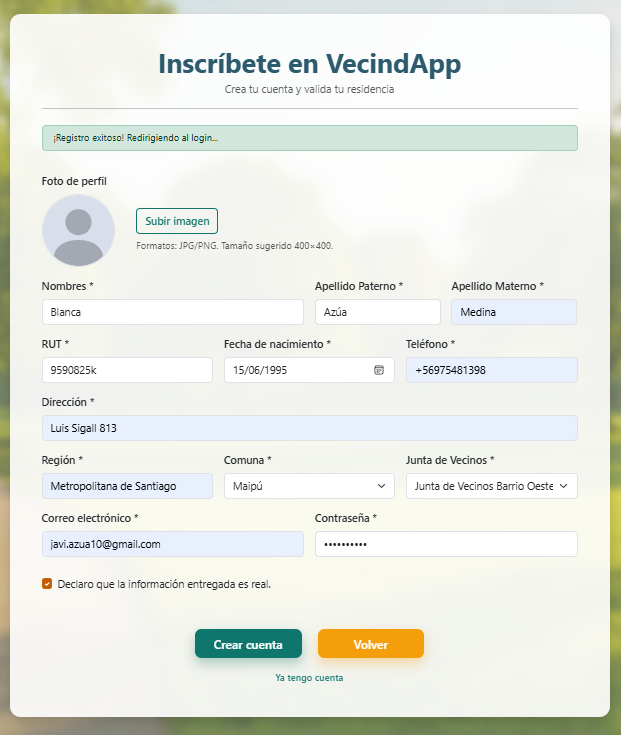 Inscríbete en VecindApp
Crea tu cuenta y valida tu residencia
¡Registro exitoso! Redirigiendo al login...
Foto de perfil
Subir imagen
Formatos: JPG/PNG. Tamaño sugerido 400×400.
Nombres * Apellido Paterno * Apellido Materno *
Blanca Azúa Medina
RUT * Fecha de nacimiento * Teléfono *
9590825k 15/06/1995 +56975481398
Dirección *
Luis Sigall 813
Región * Comuna * Junta de Vecinos *
Metropolitana de Santiago Maipú Junta de Vecinos Barrio Oeste
Correo electrónico * Contraseña *
javi.azua10@gmail.com ••••••••••
Declaro que la información entregada es real.
Crear cuenta Volver
Ya tengo cuenta